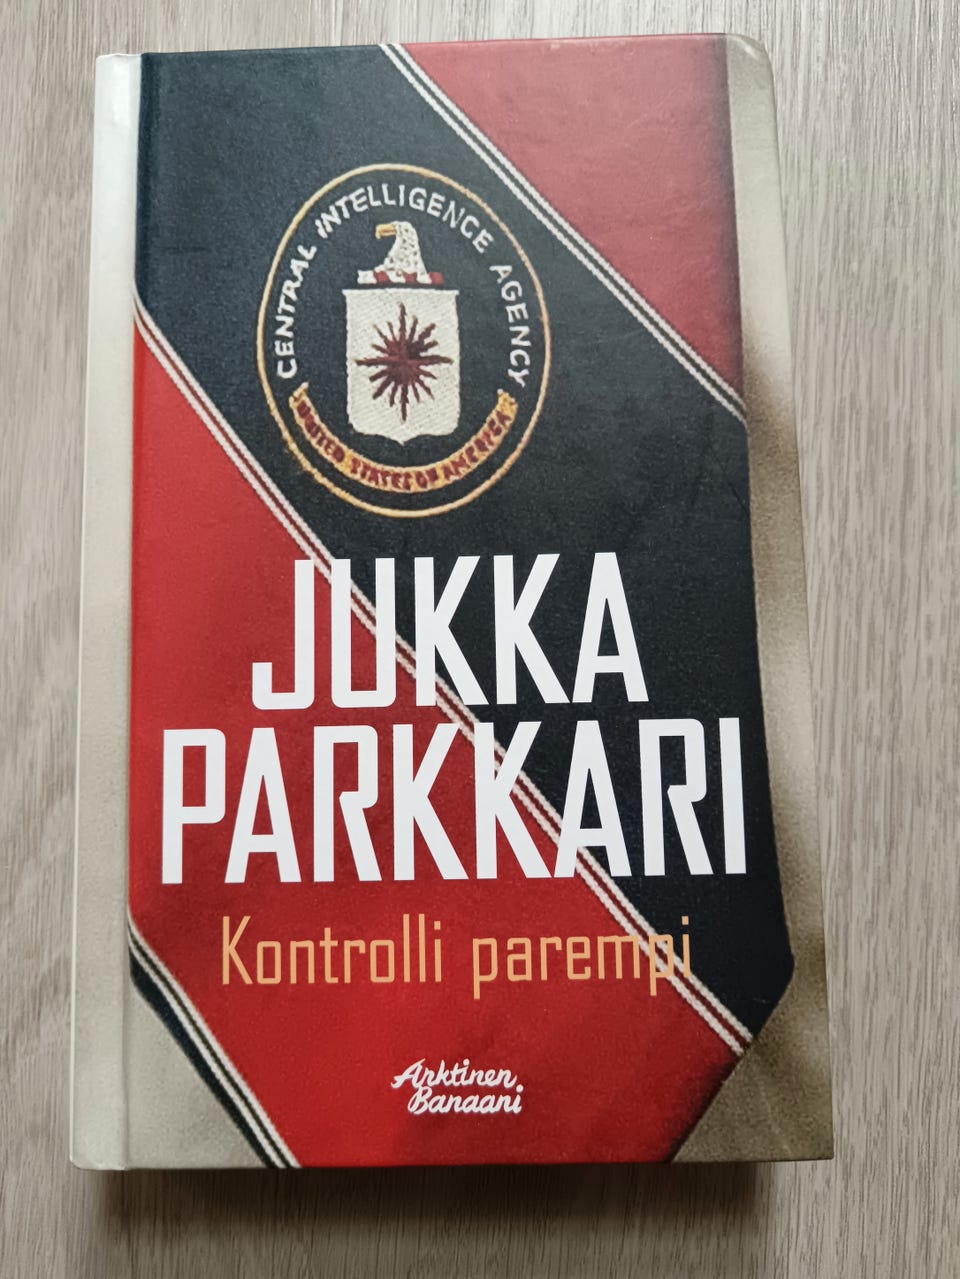 CENTRAL INTELLIGENCE AGENCY
UNITED STATES OF AMERICA
JUKKA
PARKKARI
Kontrolli parempi
Arktinen
Banaani